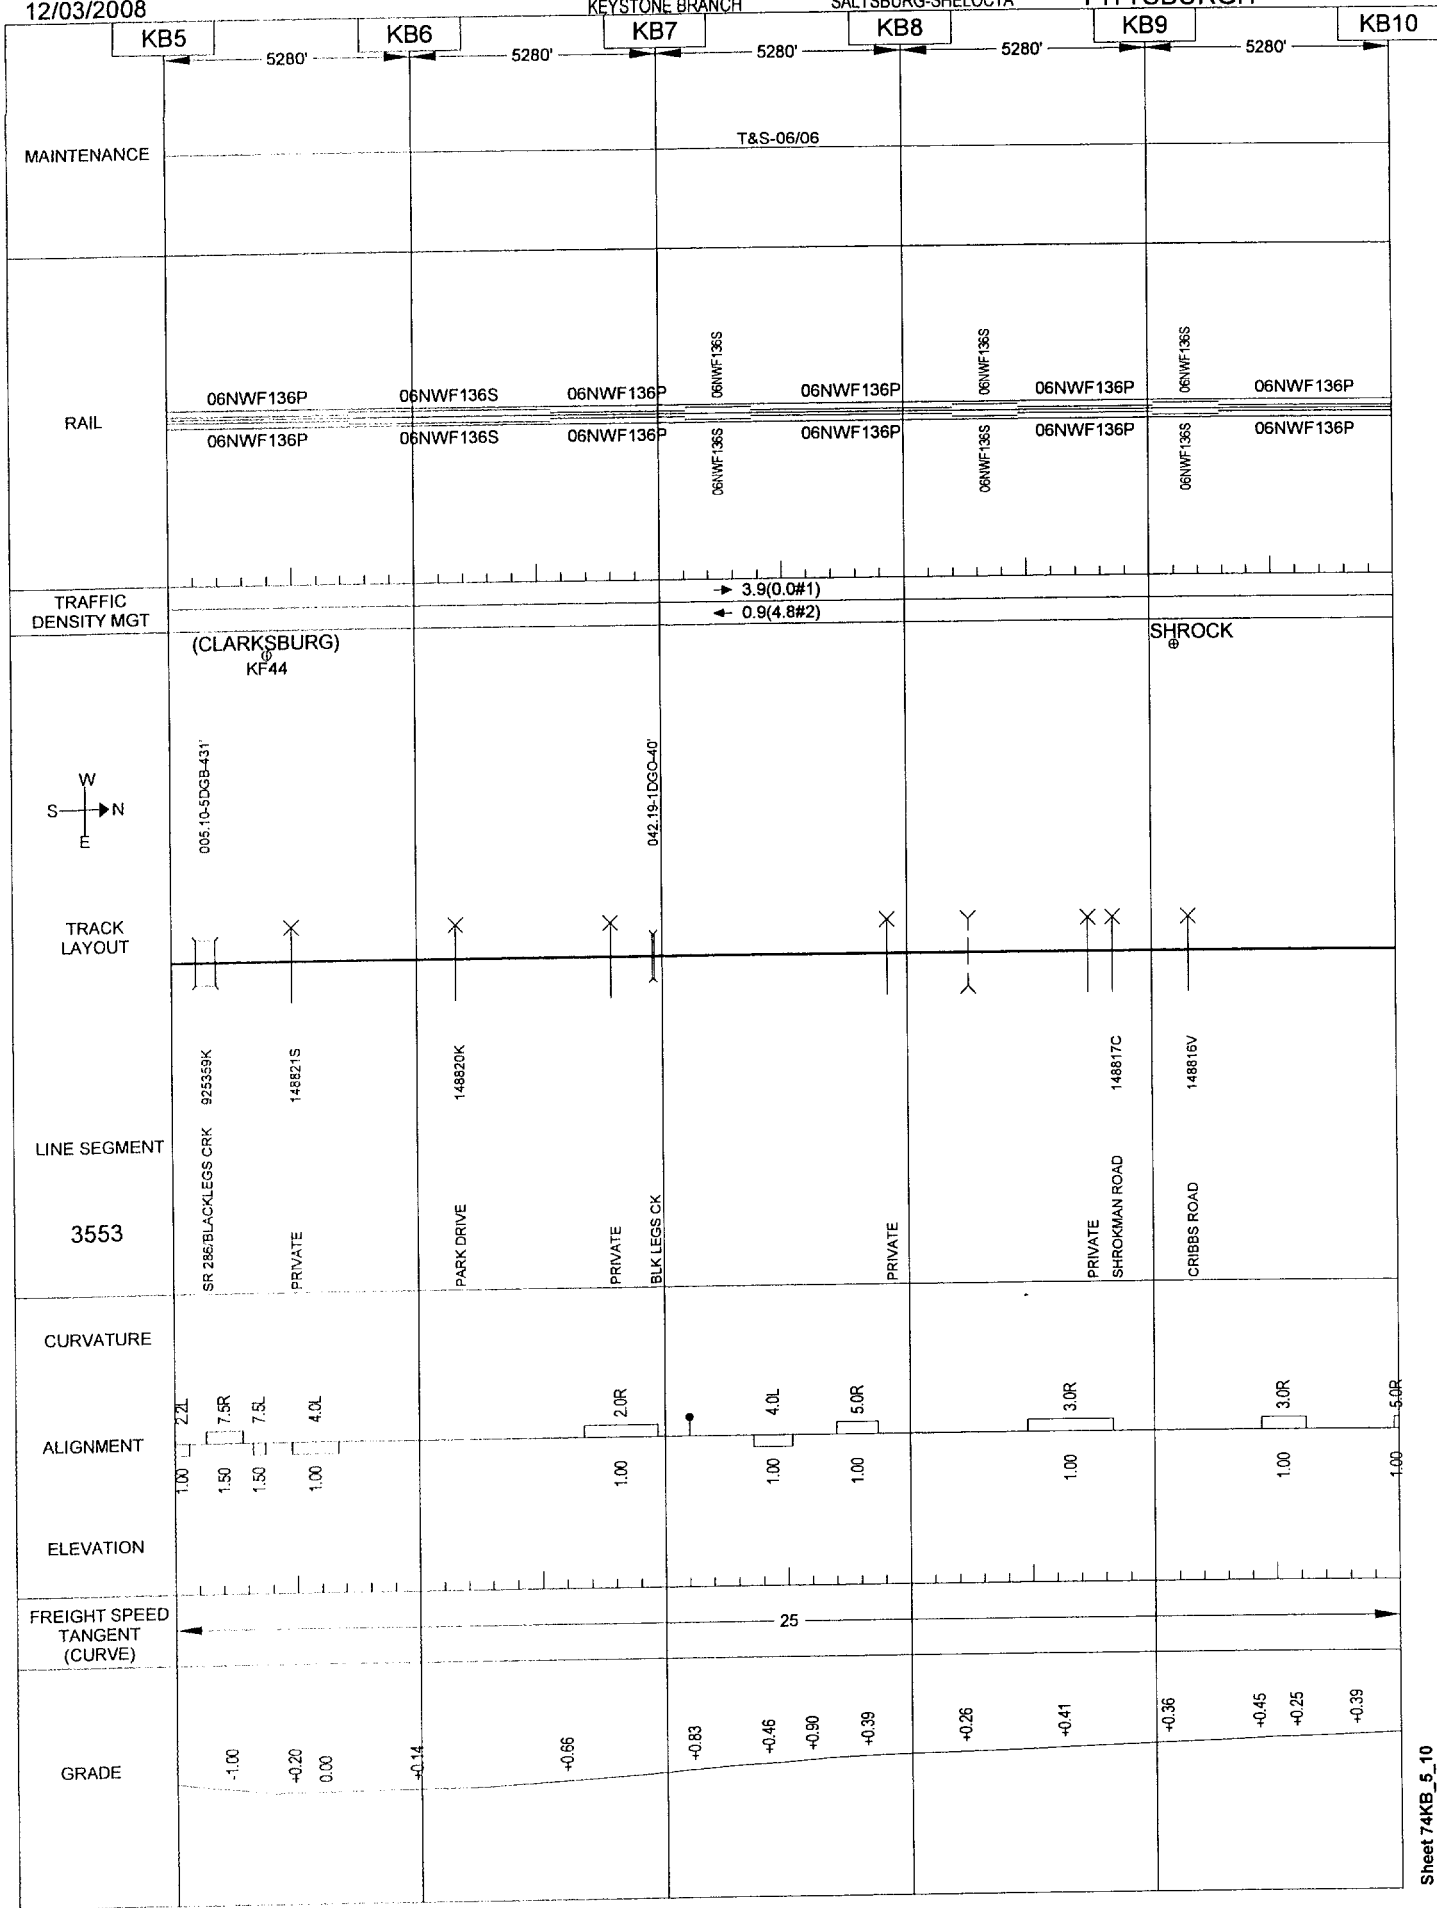 12/03/2008 KEYSTONE BRANCH SALTSBURG-SHELOCTA PITTSBURGH
KB5 KB6 KB7 KB8 KB9 KB10
5280' 5280' 5280' 5280' 5280'
MAINTENANCE
T&S-06/06
RAIL
06NWF136P 06NWF136S 06NWF136P 06NWF136S 06NWF136P 06NWF136S 06NWF136P 06NWF136S 06NWF136P
06NWF136P 06NWF136S 06NWF136P 06NWF136S 06NWF136P 06NWF136S 06NWF136P 06NWF136S 06NWF136P
TRAFFIC
DENSITY MGT
3.9(0.0#1)
0.9(4.8#2)
(CLARKSBURG)
KF44
SHROCK
W
S N
E
005.10-5DGB-431'
042.19-1DGO-40'
TRACK
LAYOUT
925359K 148821S 148820K 148817C 148816V
LINE SEGMENT
3553
SR 286/BLACKLEGS CRK
PRIVATE
PARK DRIVE
PRIVATE
BLK LEGS CK
PRIVATE
PRIVATE
SHROKMAN ROAD
CRIBBS ROAD
CURVATURE
2.2L 7.5R 7.5L 4.0L 2.0R 4.0L 5.0R 3.0R 3.0R 5.0R
ALIGNMENT
1.00 1.50 1.50 1.00 1.00 1.00 1.00 1.00 1.00 1.00
ELEVATION
FREIGHT SPEED
TANGENT
(CURVE)
25
GRADE
-1.00 +0.20 0.00 +0.14 +0.66 +0.83 +0.46 +0.90 +0.39 +0.26 +0.41 +0.36 +0.45 +0.25 +0.39
Sheet 74KB_5_10